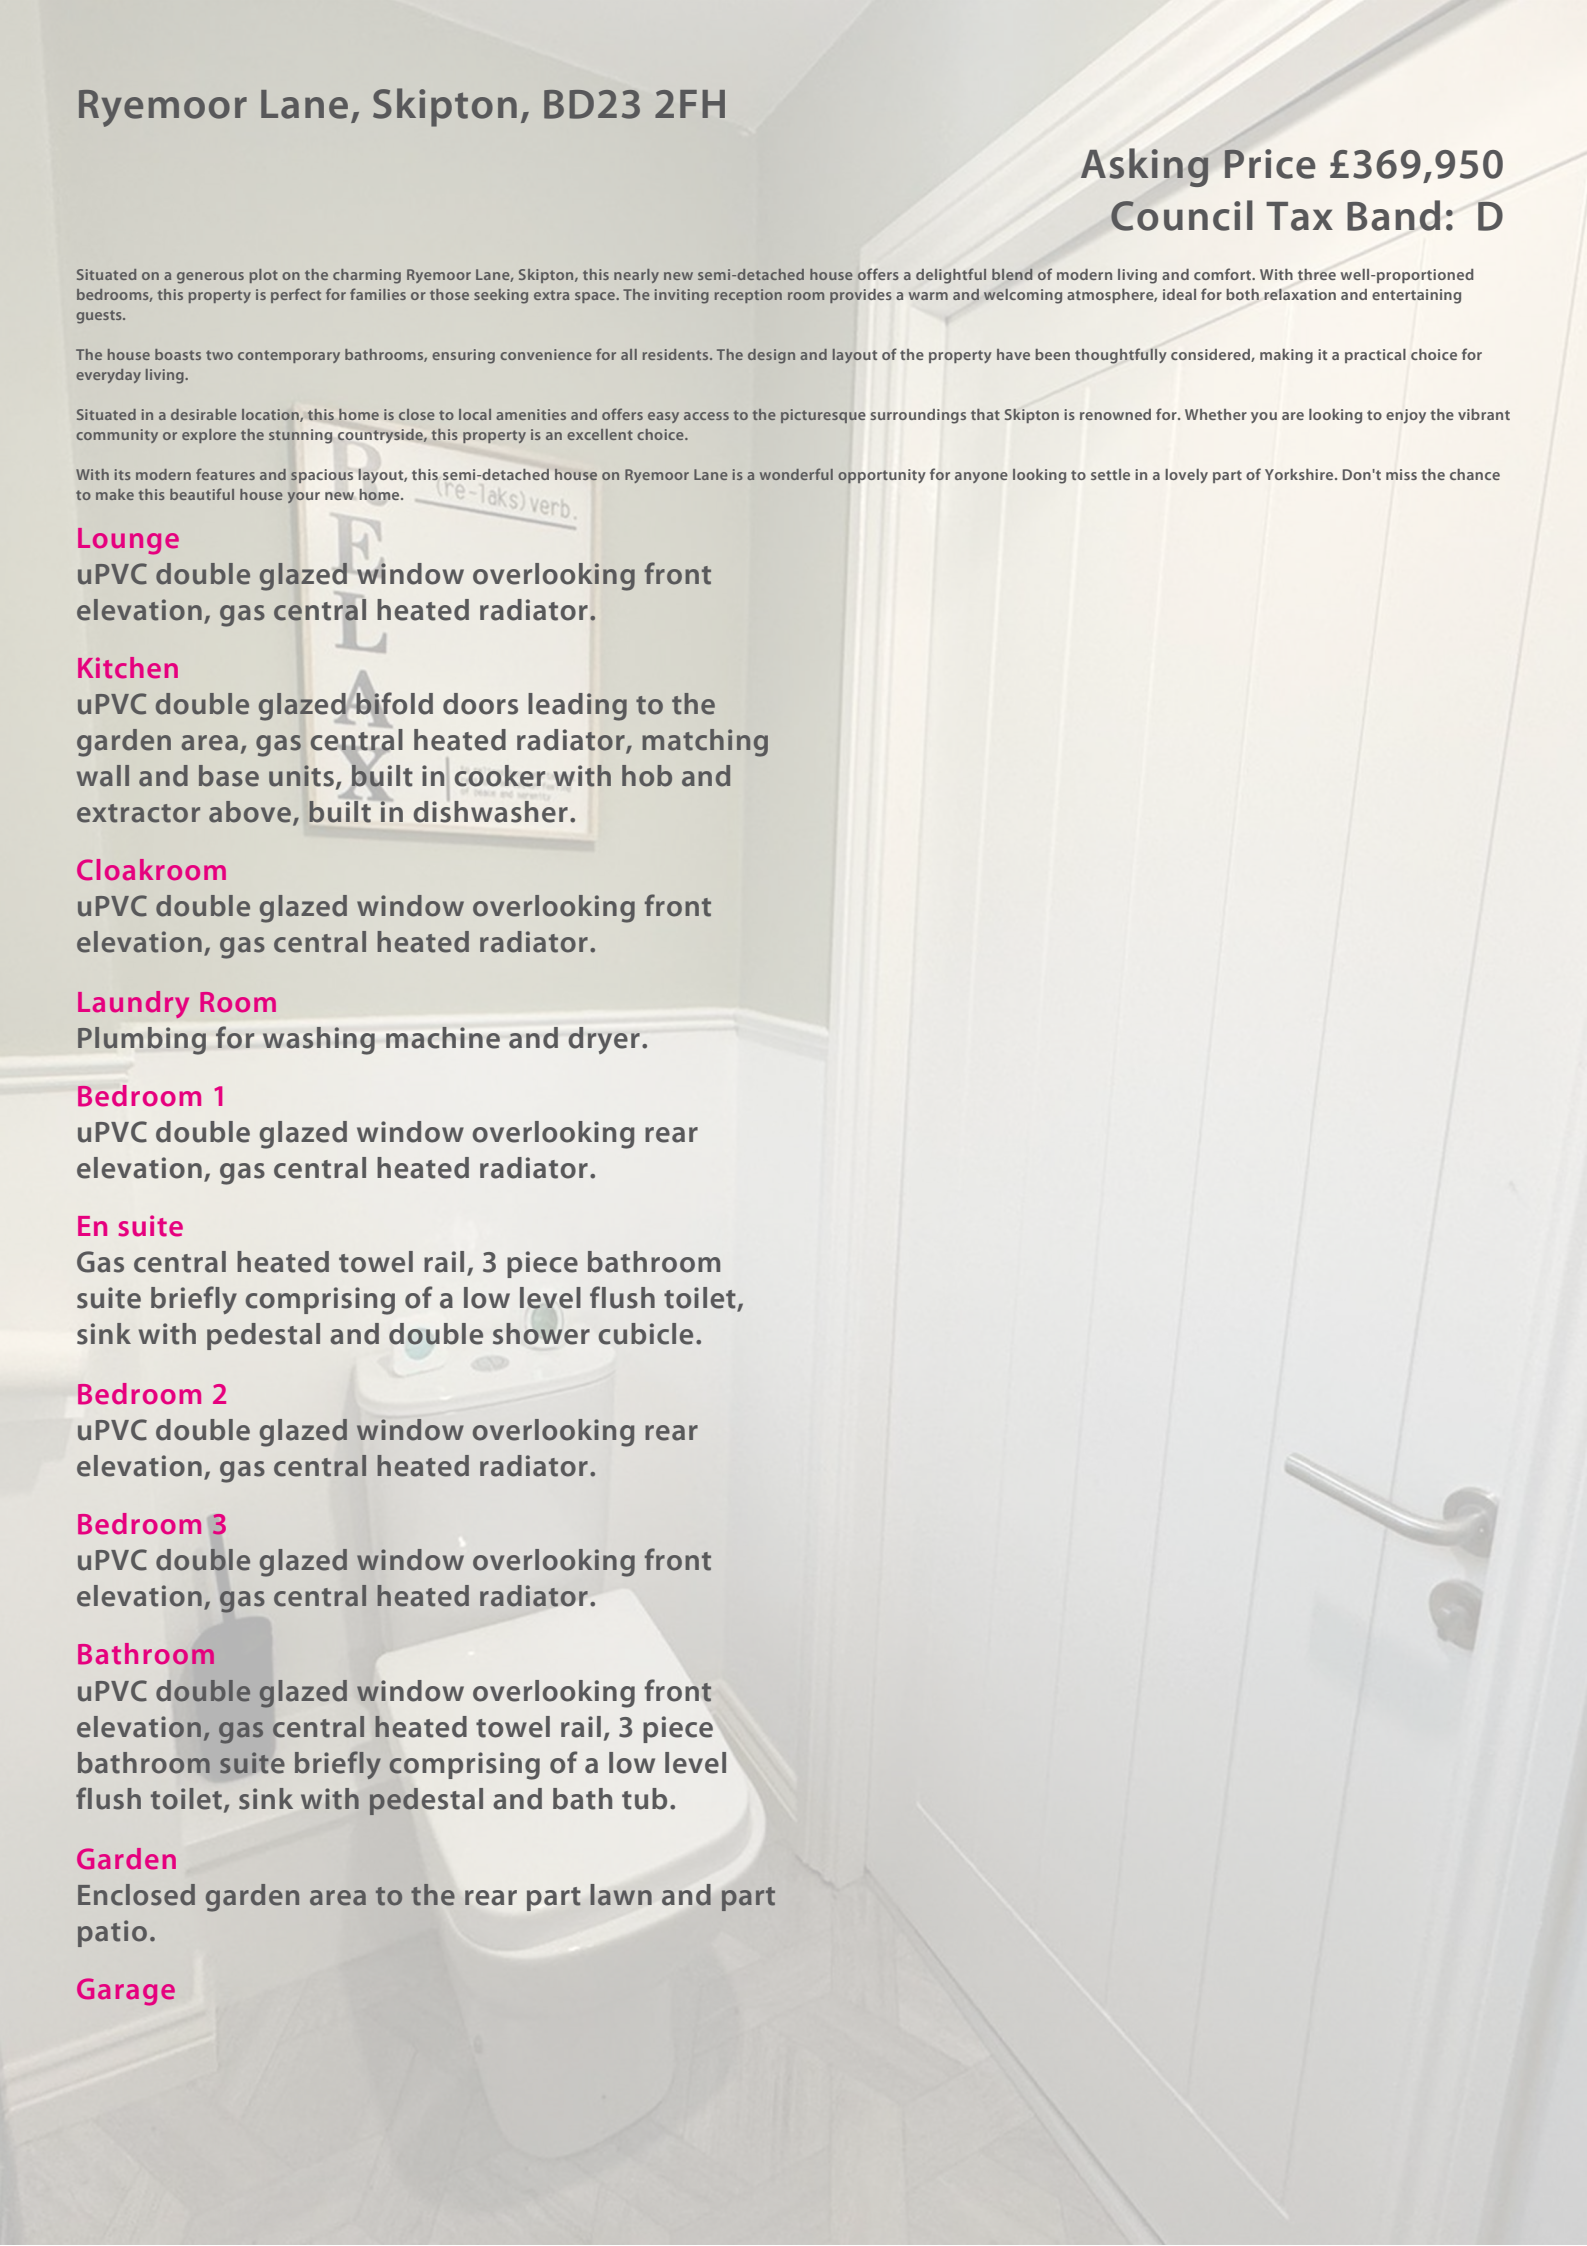 Ryemoor Lane, Skipton, BD23 2FH
Asking Price £369,950
Council Tax Band: D
Situated on a generous plot on the charming Ryemoor Lane, Skipton, this nearly new semi-detached house offers a delightful blend of modern living and comfort. With three well-proportioned
bedrooms, this property is perfect for families or those seeking extra space. The inviting reception room provides a warm and welcoming atmosphere, ideal for both relaxation and entertaining
guests.
The house boasts two contemporary bathrooms, ensuring convenience for all residents. The design and layout of the property have been thoughtfully considered, making it a practical choice for
everyday living.
Situated in a desirable location, this home is close to local amenities and offers easy access to the picturesque surroundings that Skipton is renowned for. Whether you are looking to enjoy the vibrant
community or explore the stunning countryside, this property is an excellent choice.
With its modern features and spacious layout, this semi-detached house on Ryemoor Lane is a wonderful opportunity for anyone looking to settle in a lovely part of Yorkshire. Don't miss the chance
to make this beautiful house your new home.
RELAX
(re-laks) verb.
Lounge
uPVC double glazed window overlooking front
elevation, gas central heated radiator.
Kitchen
uPVC double glazed bifold doors leading to the
garden area, gas central heated radiator, matching
wall and base units, built in cooker with hob and
extractor above, built in dishwasher.
Cloakroom
uPVC double glazed window overlooking front
elevation, gas central heated radiator.
Laundry Room
Plumbing for washing machine and dryer.
Bedroom 1
uPVC double glazed window overlooking rear
elevation, gas central heated radiator.
En suite
Gas central heated towel rail, 3 piece bathroom
suite briefly comprising of a low level flush toilet,
sink with pedestal and double shower cubicle.
Bedroom 2
uPVC double glazed window overlooking rear
elevation, gas central heated radiator.
Bedroom 3
uPVC double glazed window overlooking front
elevation, gas central heated radiator.
Bathroom
uPVC double glazed window overlooking front
elevation, gas central heated towel rail, 3 piece
bathroom suite briefly comprising of a low level
flush toilet, sink with pedestal and bath tub.
Garden
Enclosed garden area to the rear part lawn and part
patio.
Garage